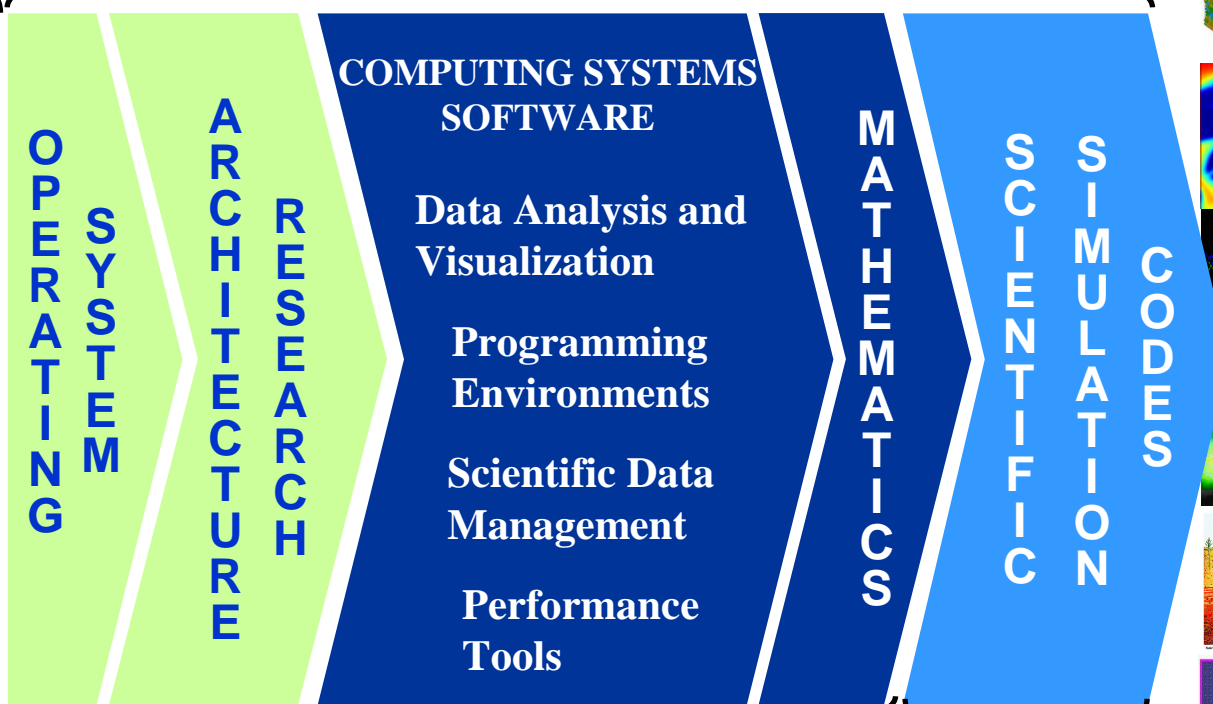 OPERATING
SYSTEM
ARCHITECTURE
RESEARCH
COMPUTING SYSTEMS
SOFTWARE
Data Analysis and
Visualization
Programming
Environments
Scientific Data
Management
Performance
Tools
MATHEMATICS
SCIENTIFIC
SIMULATION
CODES